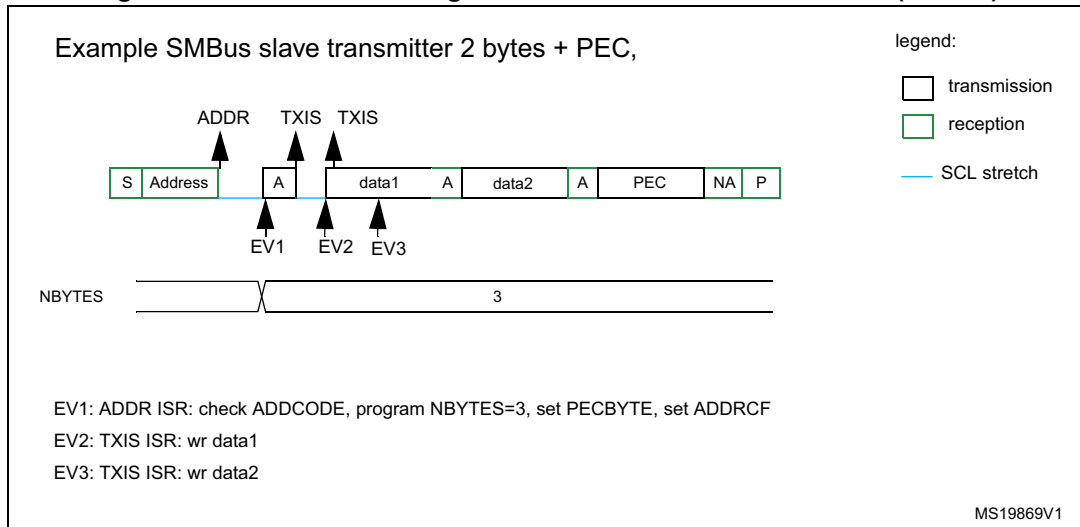 Example SMBus slave transmitter 2 bytes + PEC,
legend:
transmission
reception
SCL stretch
ADDR TXIS TXIS
S Address A data1 A data2 A PEC NA P
EV1 EV2 EV3
NBYTES 3
EV1: ADDR ISR: check ADDCODE, program NBYTES=3, set PECBYTE, set ADDRCF
EV2: TXIS ISR: wr data1
EV3: TXIS ISR: wr data2
MS19869V1